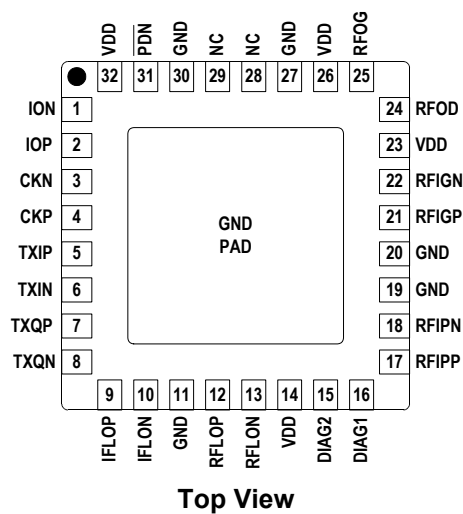 VDD
PDN
GND
NC
NC
GND
VDD
RFOG
32 31 30 29 28 27 26 25
ION 1
IOP 2
CKN 3
CKP 4
TXIP 5
TXIN 6
TXQP 7
TXQN 8
GND
PAD
24 RFOD
23 VDD
22 RFIGN
21 RFIGP
20 GND
19 GND
18 RFIPN
17 RFIPP
9 10 11 12 13 14 15 16
IFLOP
IFLON
GND
RFLOP
RFLON
VDD
DIAG2
DIAG1
Top View